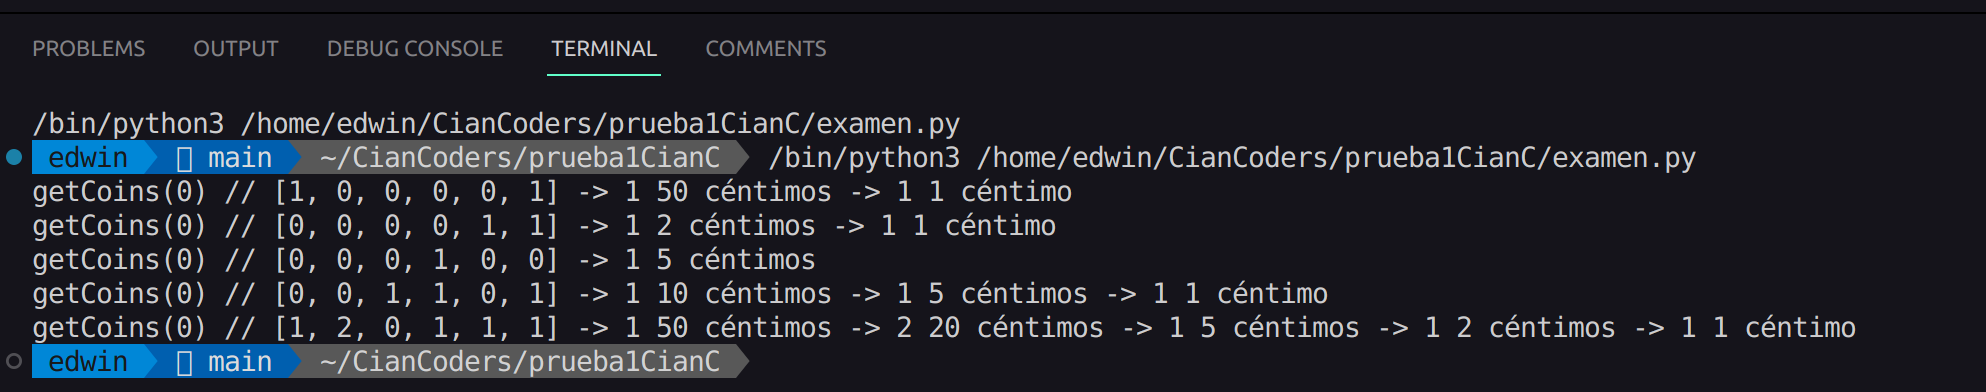 PROBLEMS OUTPUT DEBUG CONSOLE TERMINAL COMMENTS
/bin/python3 /home/edwin/CianCoders/prueba1CianC/examen.py
edwin main ~/CianCoders/prueba1CianC /bin/python3 /home/edwin/CianCoders/prueba1CianC/examen.py
getCoins(0) // [1, 0, 0, 0, 0, 1] -> 1 50 céntimos -> 1 1 céntimo
getCoins(0) // [0, 0, 0, 0, 1, 1] -> 1 2 céntimos -> 1 1 céntimo
getCoins(0) // [0, 0, 0, 1, 0, 0] -> 1 5 céntimos
getCoins(0) // [0, 0, 1, 1, 0, 1] -> 1 10 céntimos -> 1 5 céntimos -> 1 1 céntimo
getCoins(0) // [1, 2, 0, 1, 1, 1] -> 1 50 céntimos -> 2 20 céntimos -> 1 5 céntimos -> 1 2 céntimos -> 1 1 céntimo
edwin main ~/CianCoders/prueba1CianC